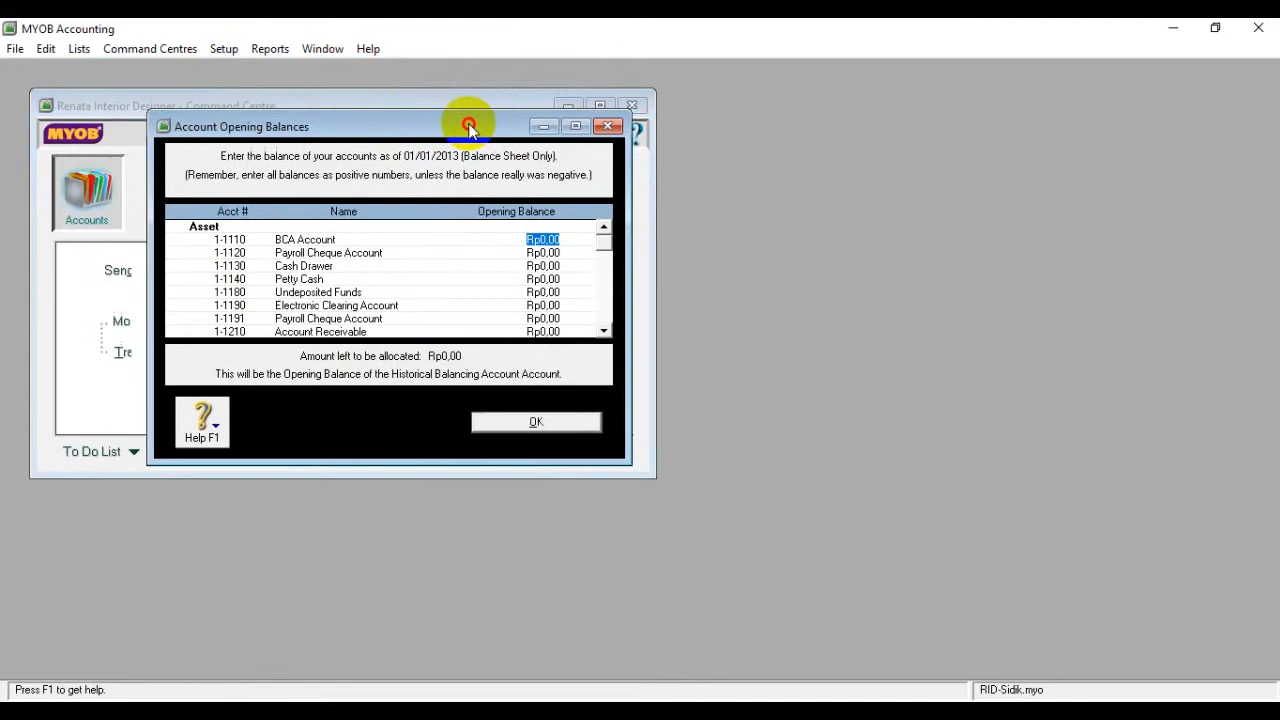 MYOB Accounting
File Edit Lists Command Centres Setup Reports Window Help
Renata Interior Designer - Command Centre
MYOB
Account Opening Balances
Enter the balance of your accounts as of 01/01/2013 (Balance Sheet Only).
(Remember, enter all balances as positive numbers, unless the balance really was negative.)
Acct # Name Opening Balance
Asset
1-1110 BCA Account Rp0,00
1-1120 Payroll Cheque Account Rp0,00
1-1130 Cash Drawer Rp0,00
1-1140 Petty Cash Rp0,00
1-1180 Undeposited Funds Rp0,00
1-1190 Electronic Clearing Account Rp0,00
1-1191 Payroll Cheque Account Rp0,00
1-1210 Account Receivable Rp0,00
Amount left to be allocated: Rp0,00
This will be the Opening Balance of the Historical Balancing Account Account.
? Help F1
OK
Accounts
?
To Do List
Press F1 to get help.
RID-Sidik.myo